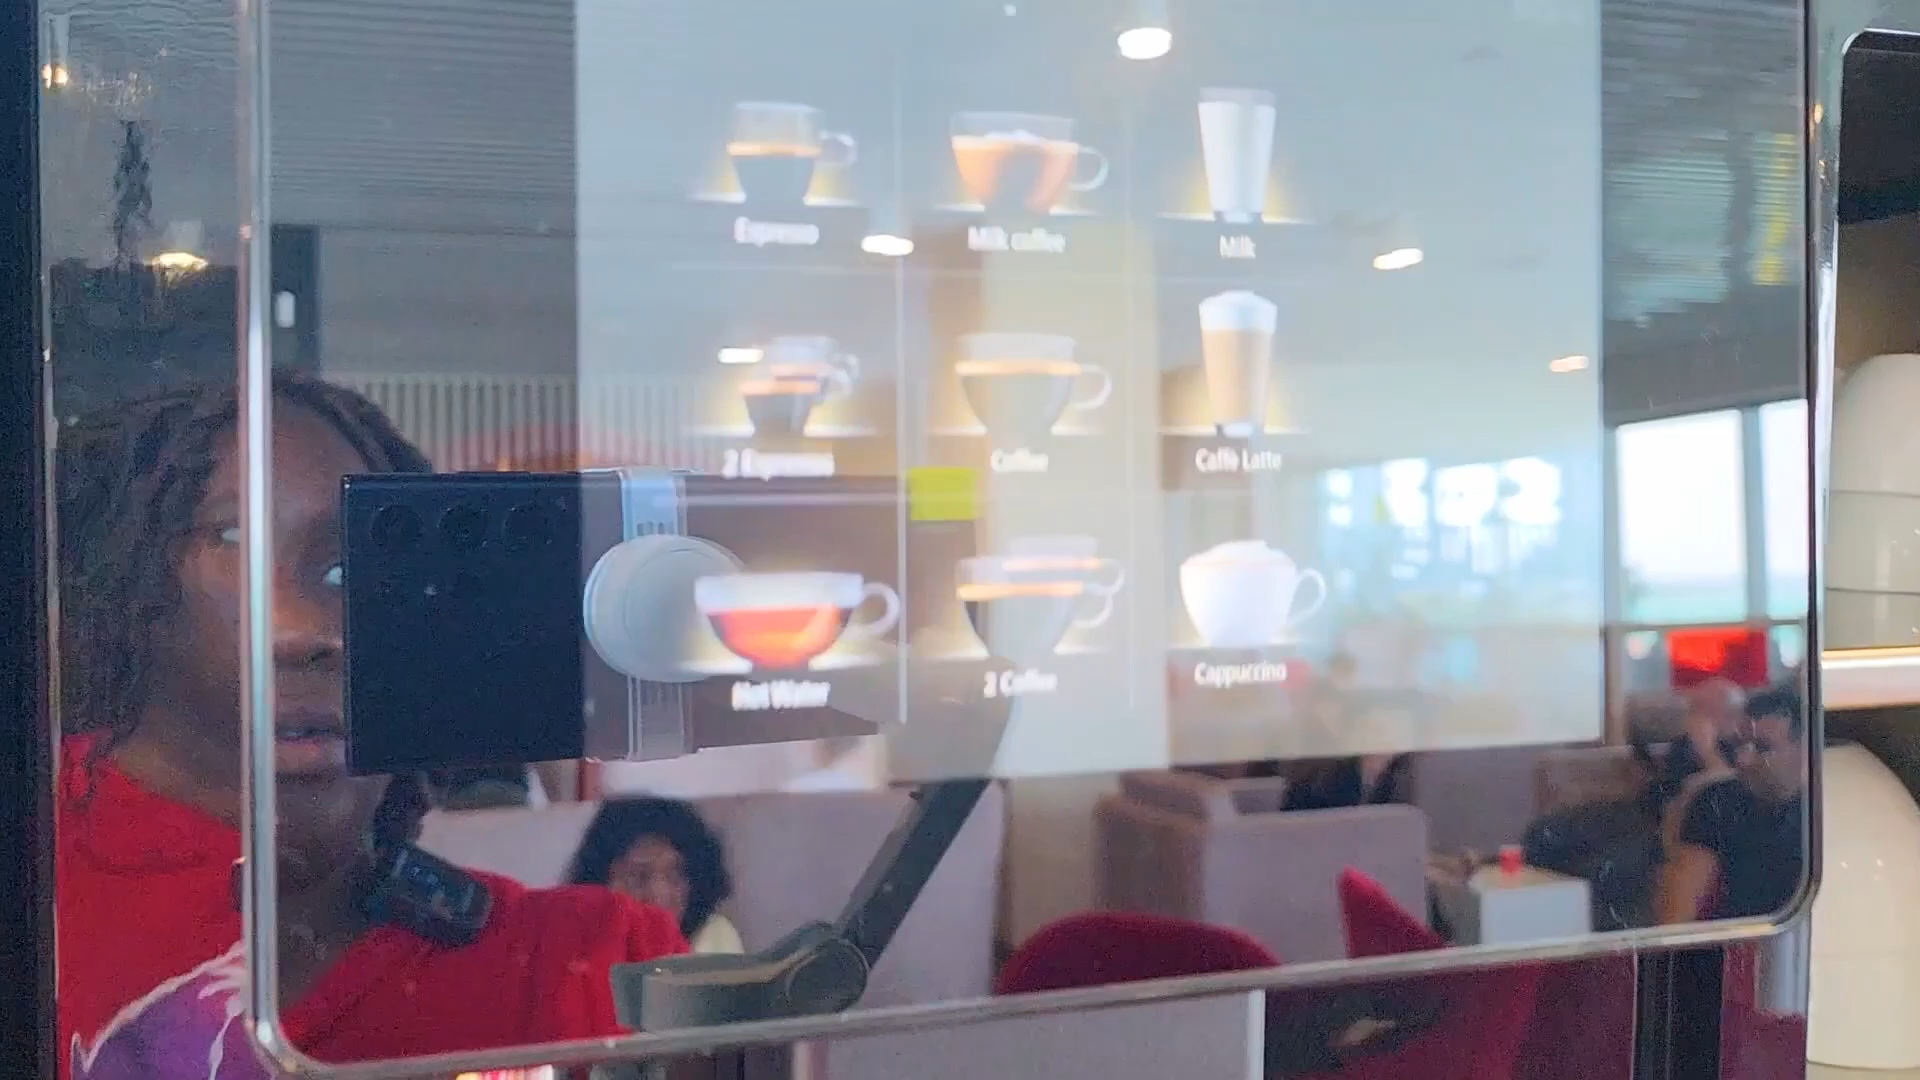 Espresso
Milk coffee
Milk
2 Espresso
Coffee
Caffè Latte
Hot Water
2 Coffee
Cappuccino